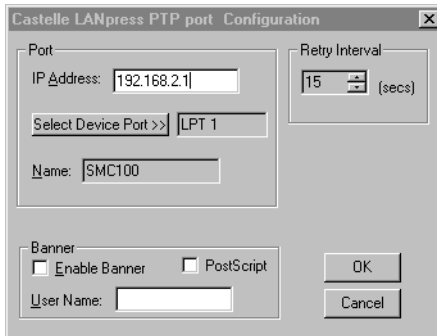 Castelle LANpress PTP port Configuration
Port
IP Address: 192.168.2.1
Select Device Port >> LPT 1
Name: SMC100
Retry Interval
15 (secs)
Banner
Enable Banner PostScript
User Name:
OK
Cancel